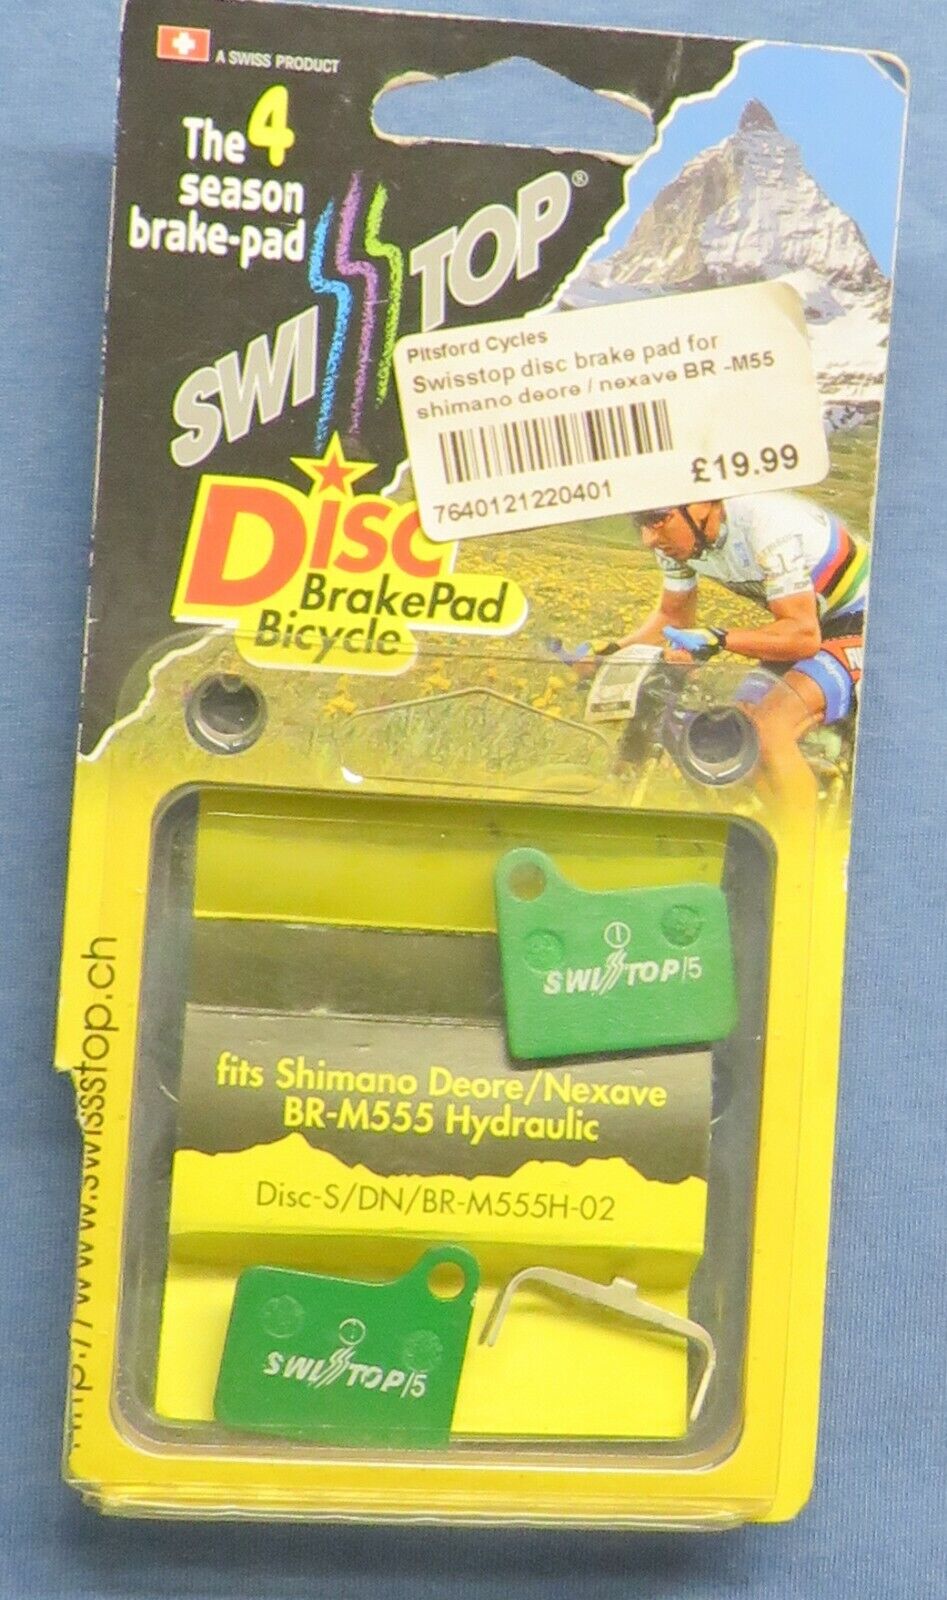 A SWISS PRODUCT
The 4
season
brake-pad
SWISSTOP®
Pitsford Cycles
Swisstop disc brake pad for
shimano deore / nexave BR -M55
£19.99
7640121220401
Disc
BrakePad
Bicycle
SWISSTOP/5
fits Shimano Deore/Nexave
BR-M555 Hydraulic
Disc-S/DN/BR-M555H-02
SWISSTOP/5
http://www.swisstop.ch